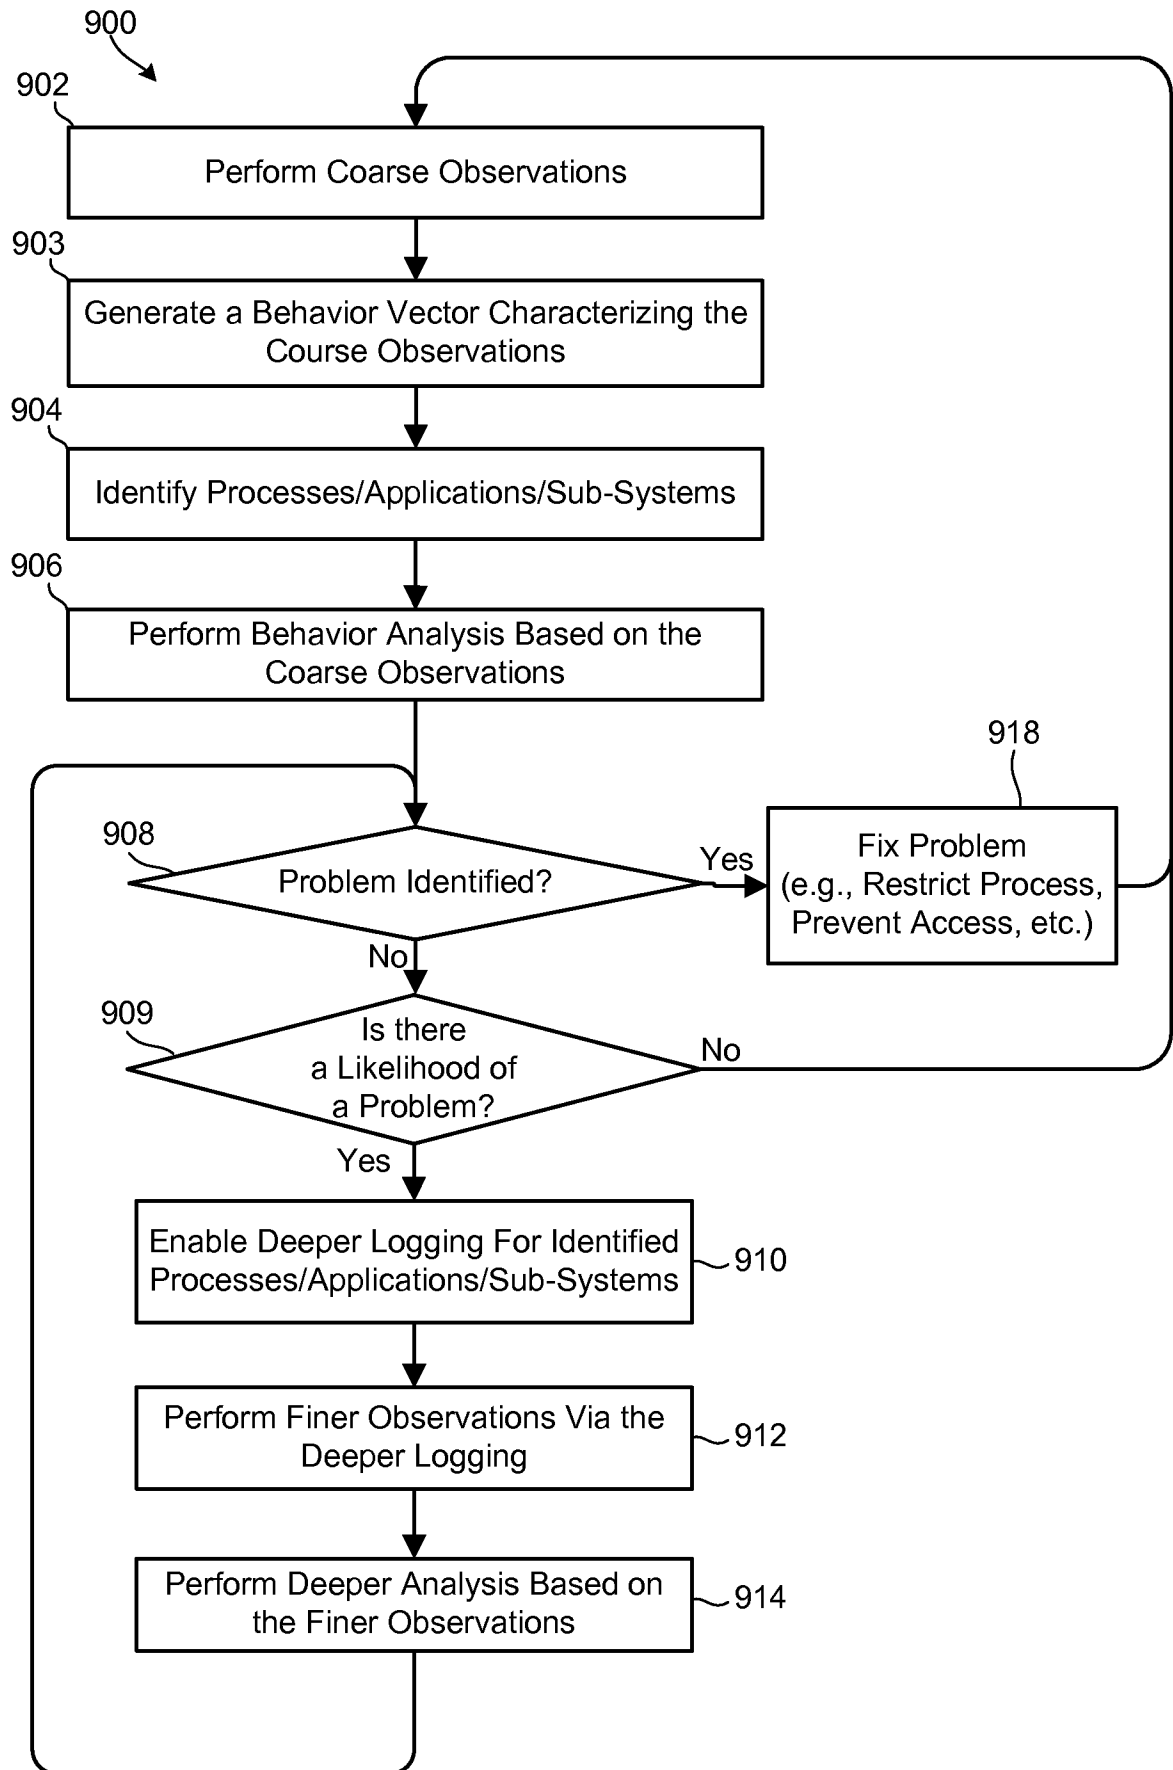 900
902
Perform Coarse Observations
903
Generate a Behavior Vector Characterizing the
Course Observations
904
Identify Processes/Applications/Sub-Systems
906
Perform Behavior Analysis Based on the
Coarse Observations
918
908
Problem Identified?
Yes
Fix Problem
(e.g., Restrict Process,
Prevent Access, etc.)
No
909
Is there
a Likelihood of
a Problem?
No
Yes
Enable Deeper Logging For Identified
Processes/Applications/Sub-Systems
910
Perform Finer Observations Via the
Deeper Logging
912
Perform Deeper Analysis Based on
the Finer Observations
914